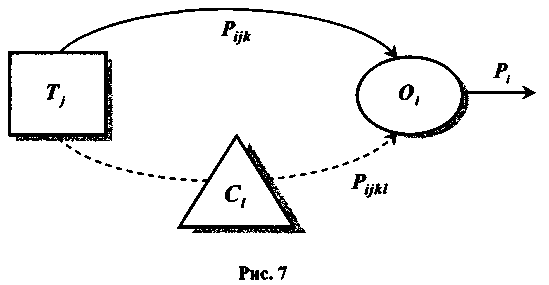 P_ijk
T_j
O_i
P_i
C_l
P_ijkl
Рис. 7